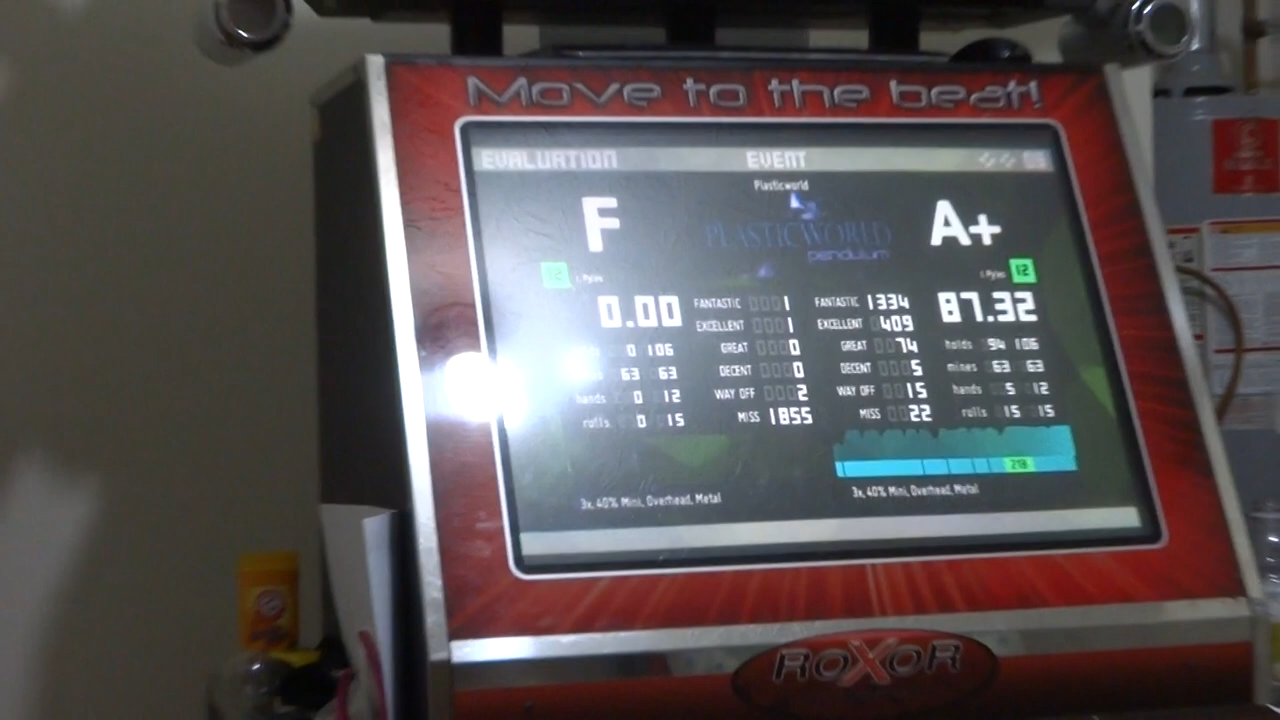 Move to the beat!
EVALUATION EVENT
Plasticworld
F PLASTICWORLD A+
pendulum
12 12
0.00 FANTASTIC 0001 FANTASTIC 1334 87.32
EXCELLENT 0001 EXCELLENT 0409
0 106 GREAT 0000 GREAT 0074 holds 94 106
63 63 DECENT 0000 DECENT 0005 mines 63 63
hands 0 12 WAY OFF 0002 WAY OFF 0015 hands 5 12
rolls 0 15 MISS 1855 MISS 0022 rolls 15 15
218
3x, 40% Mini, Overhead, Metal 3x, 40% Mini, Overhead, Metal
ROXOR